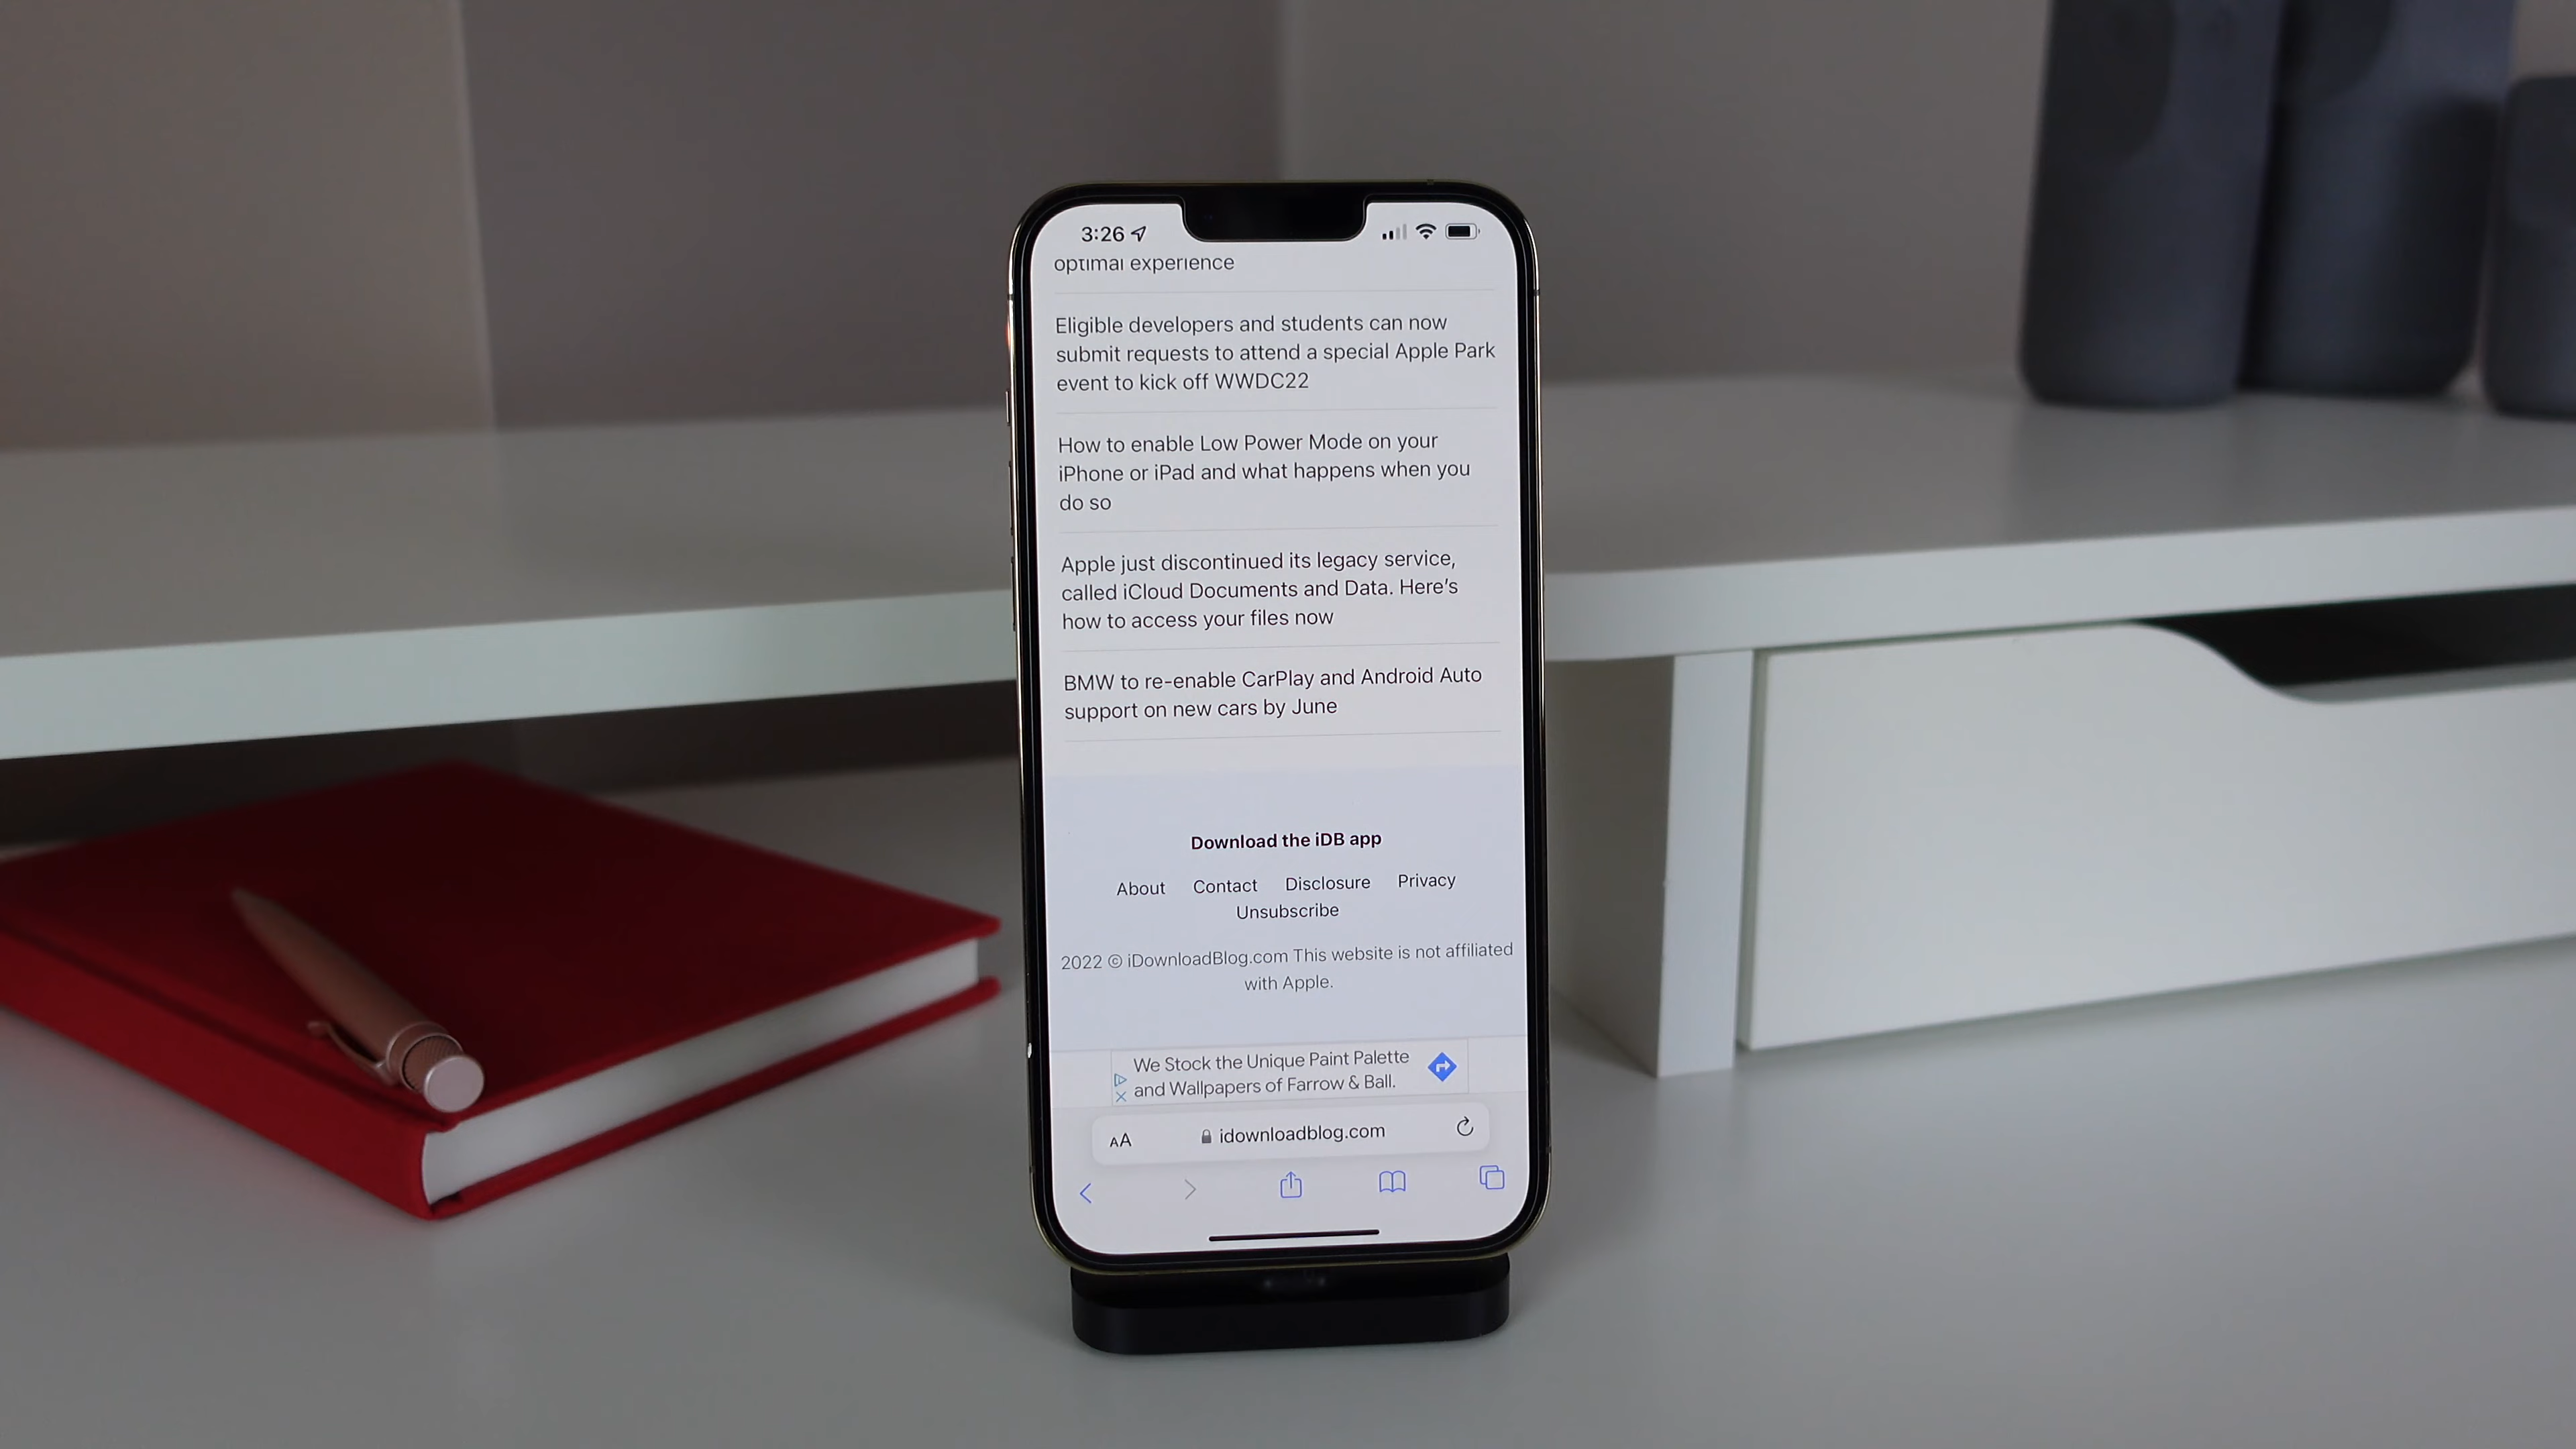 3:26
optimal experience
Eligible developers and students can now
submit requests to attend a special Apple Park
event to kick off WWDC22
How to enable Low Power Mode on your
iPhone or iPad and what happens when you
do so
Apple just discontinued its legacy service,
called iCloud Documents and Data. Here's
how to access your files now
BMW to re-enable CarPlay and Android Auto
support on new cars by June
Download the iDB app
About Contact Disclosure Privacy
Unsubscribe
2022 © iDownloadBlog.com This website is not affiliated
with Apple.
We Stock the Unique Paint Palette
and Wallpapers of Farrow & Ball.
AA idownloadblog.com